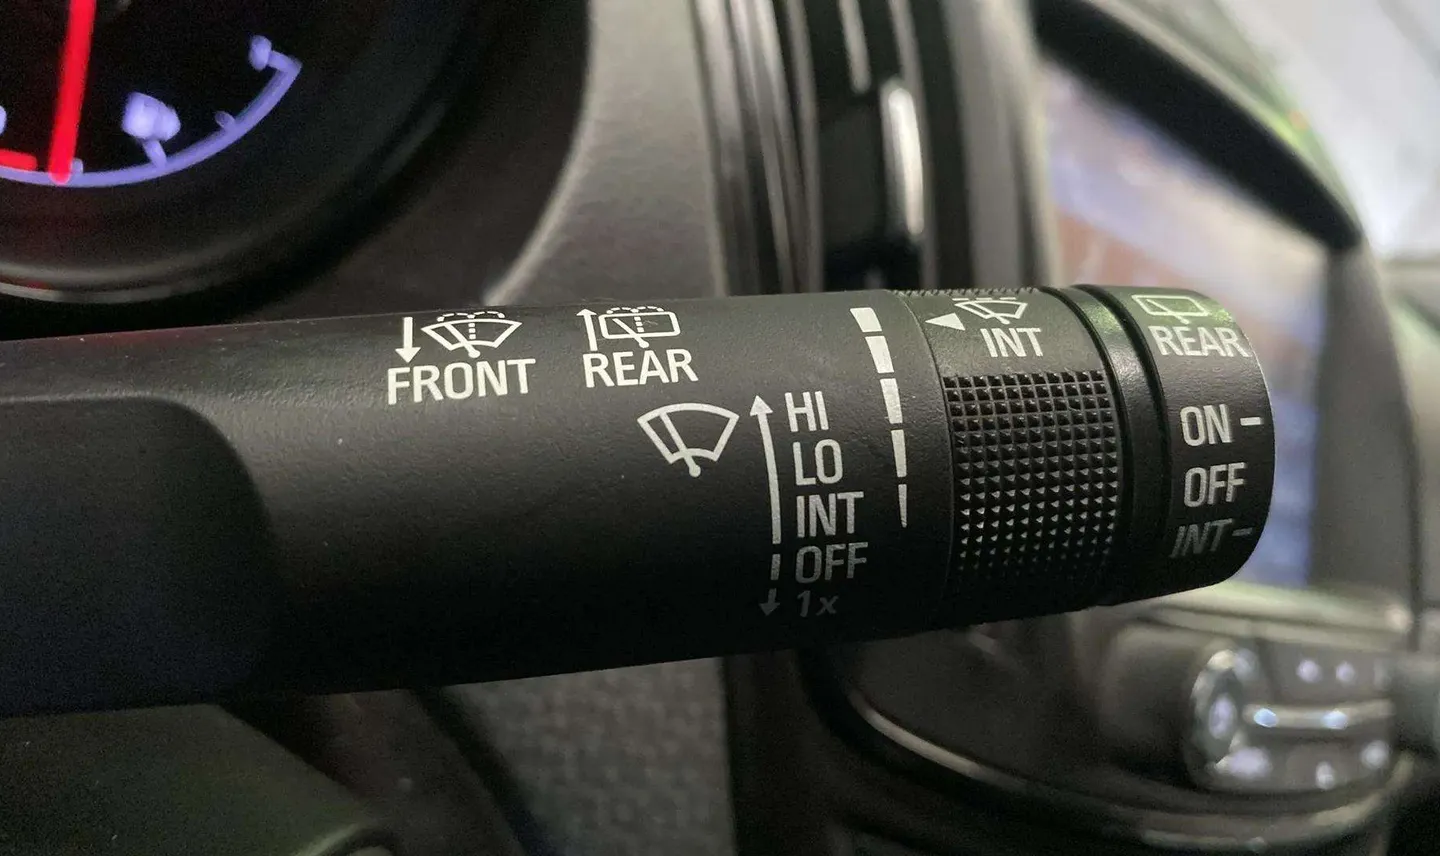 FRONT
REAR
HI
LO
INT
OFF
1x
INT
REAR
ON
OFF
INT